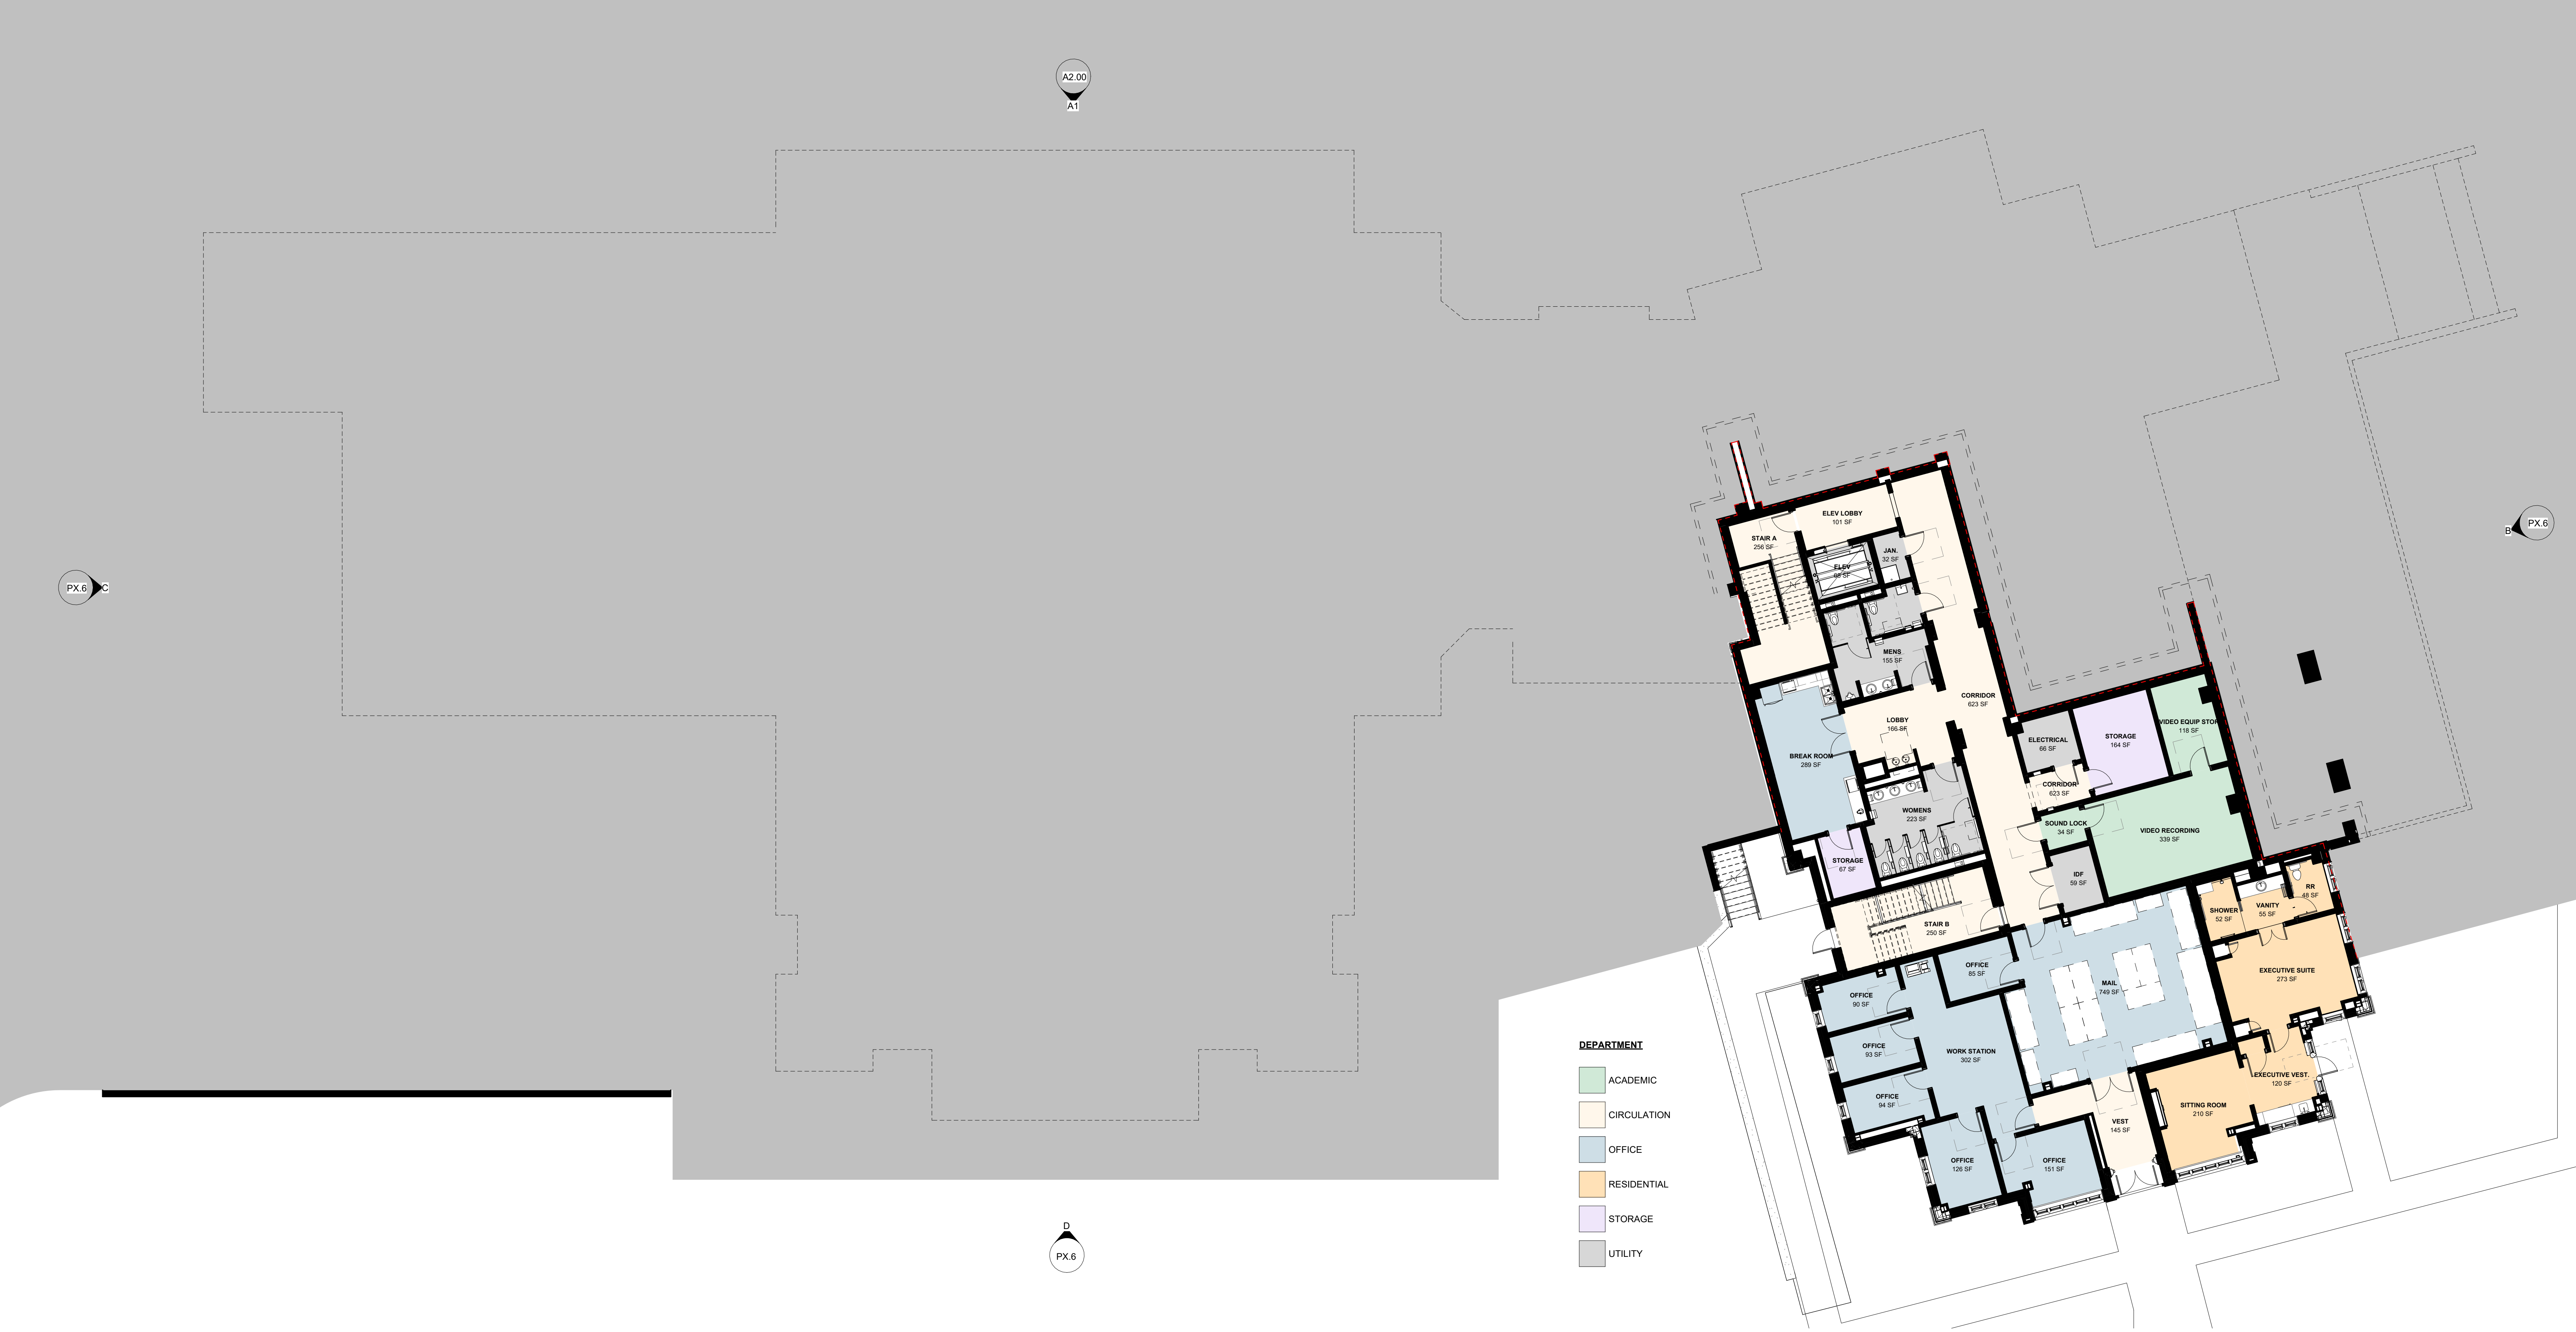 A2.00
A1
PX.6
B
PX.6
C
D
PX.6
ELEV LOBBY
101 SF
STAIR A
256 SF
JAN.
32 SF
ELEV
MENS
155 SF
CORRIDOR
623 SF
LOBBY
166 SF
BREAK ROOM
289 SF
ELECTRICAL
66 SF
STORAGE
164 SF
VIDEO EQUIP STOR
118 SF
CORRIDOR
623 SF
WOMENS
223 SF
SOUND LOCK
34 SF
VIDEO RECORDING
339 SF
STORAGE
67 SF
IDF
59 SF
RR
48 SF
VANITY
55 SF
SHOWER
52 SF
STAIR B
250 SF
OFFICE
85 SF
EXECUTIVE SUITE
273 SF
MAIL
749 SF
OFFICE
90 SF
OFFICE
93 SF
WORK STATION
302 SF
EXECUTIVE VEST.
120 SF
OFFICE
94 SF
SITTING ROOM
210 SF
VEST
145 SF
OFFICE
126 SF
OFFICE
151 SF
DEPARTMENT
ACADEMIC
CIRCULATION
OFFICE
RESIDENTIAL
STORAGE
UTILITY